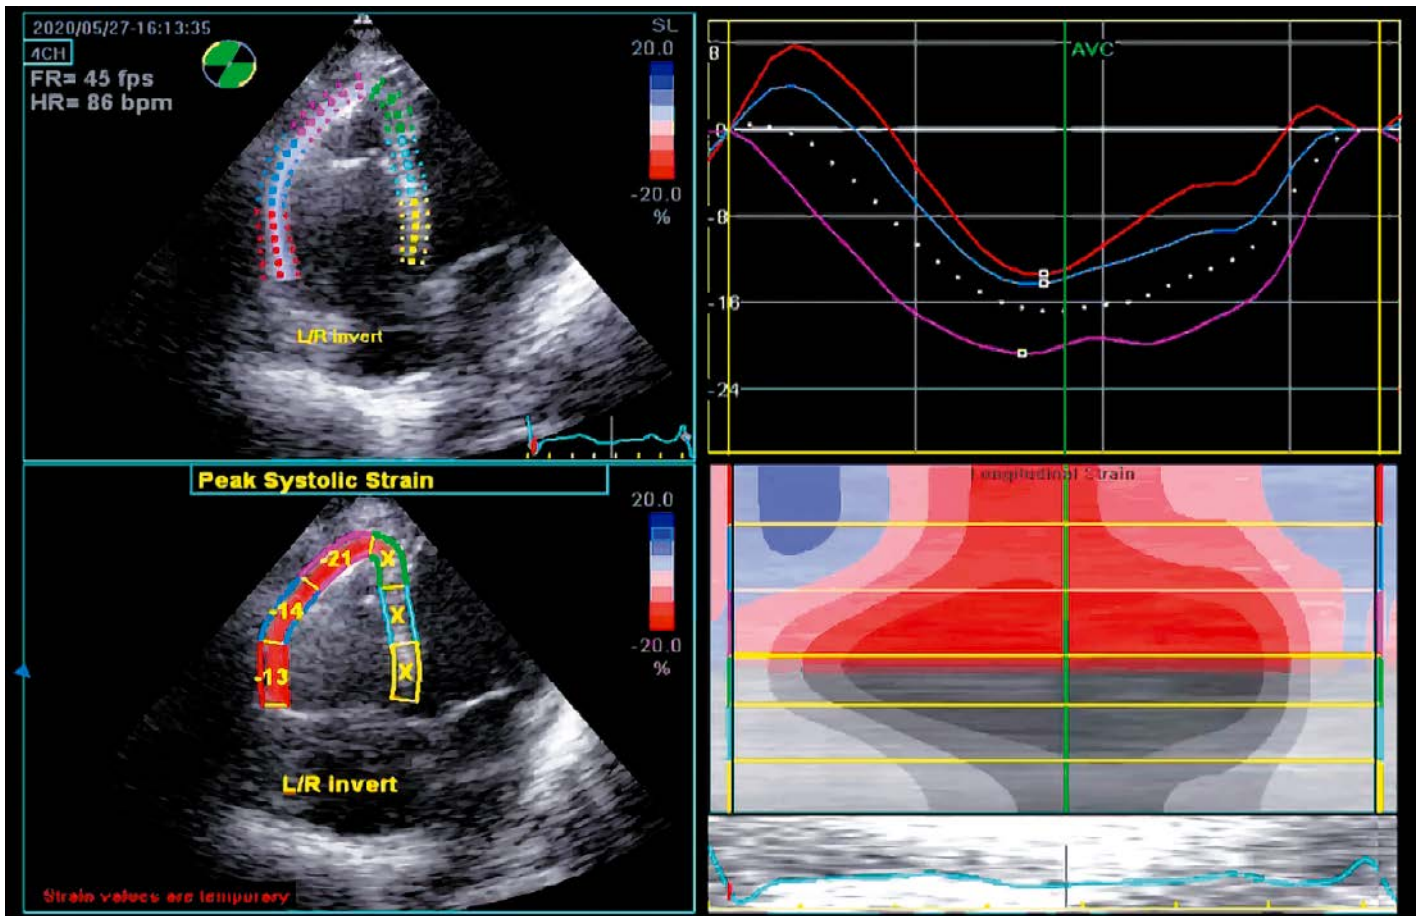 2020/05/27-16:13:35
4CH
FR= 45 fps
HR= 86 bpm
SL
20.0
-20.0
%
L/R invert
8
0
-8
-16
-24
AVC
Peak Systolic Strain
20.0
-20.0
%
-21
X
-14
X
-13
X
L/R invert
Strain values are temporary
Longitudinal Strain